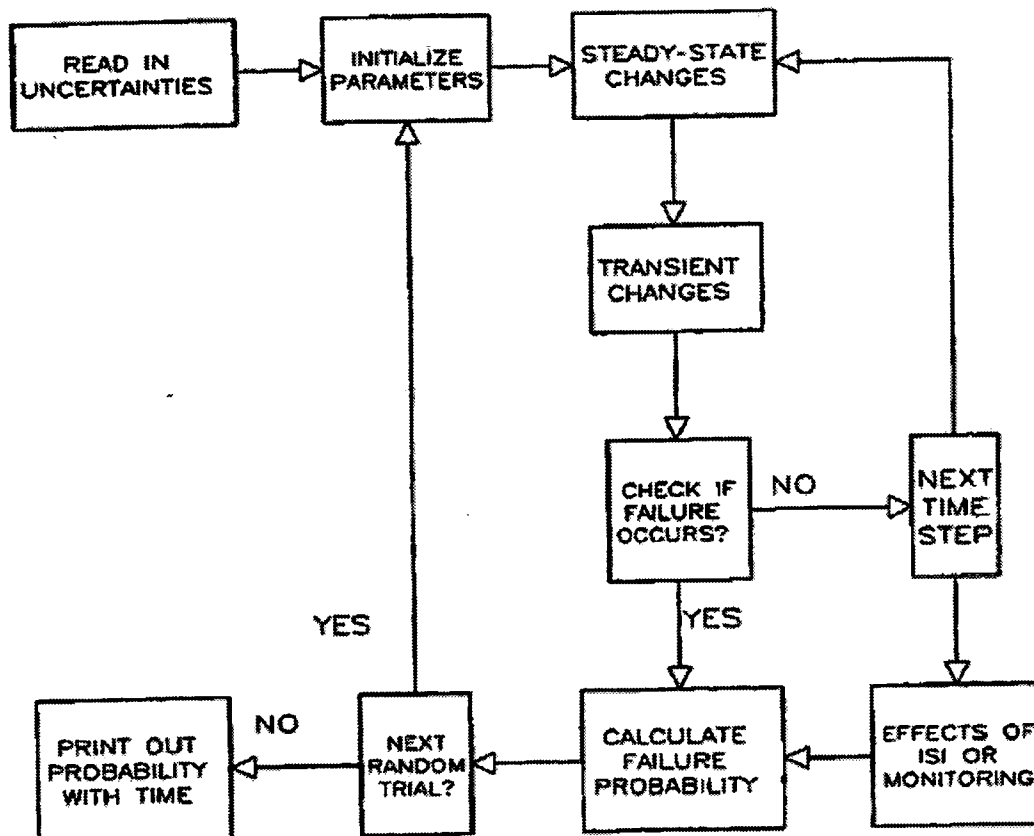 READ IN
UNCERTAINTIES
INITIALIZE
PARAMETERS
STEADY-STATE
CHANGES
TRANSIENT
CHANGES
CHECK IF
FAILURE
OCCURS?
NO
NEXT
TIME
STEP
YES
YES
PRINT OUT
PROBABILITY
WITH TIME
NO
NEXT
RANDOM
TRIAL?
CALCULATE
FAILURE
PROBABILITY
EFFECTS OF
ISI OR
MONITORING